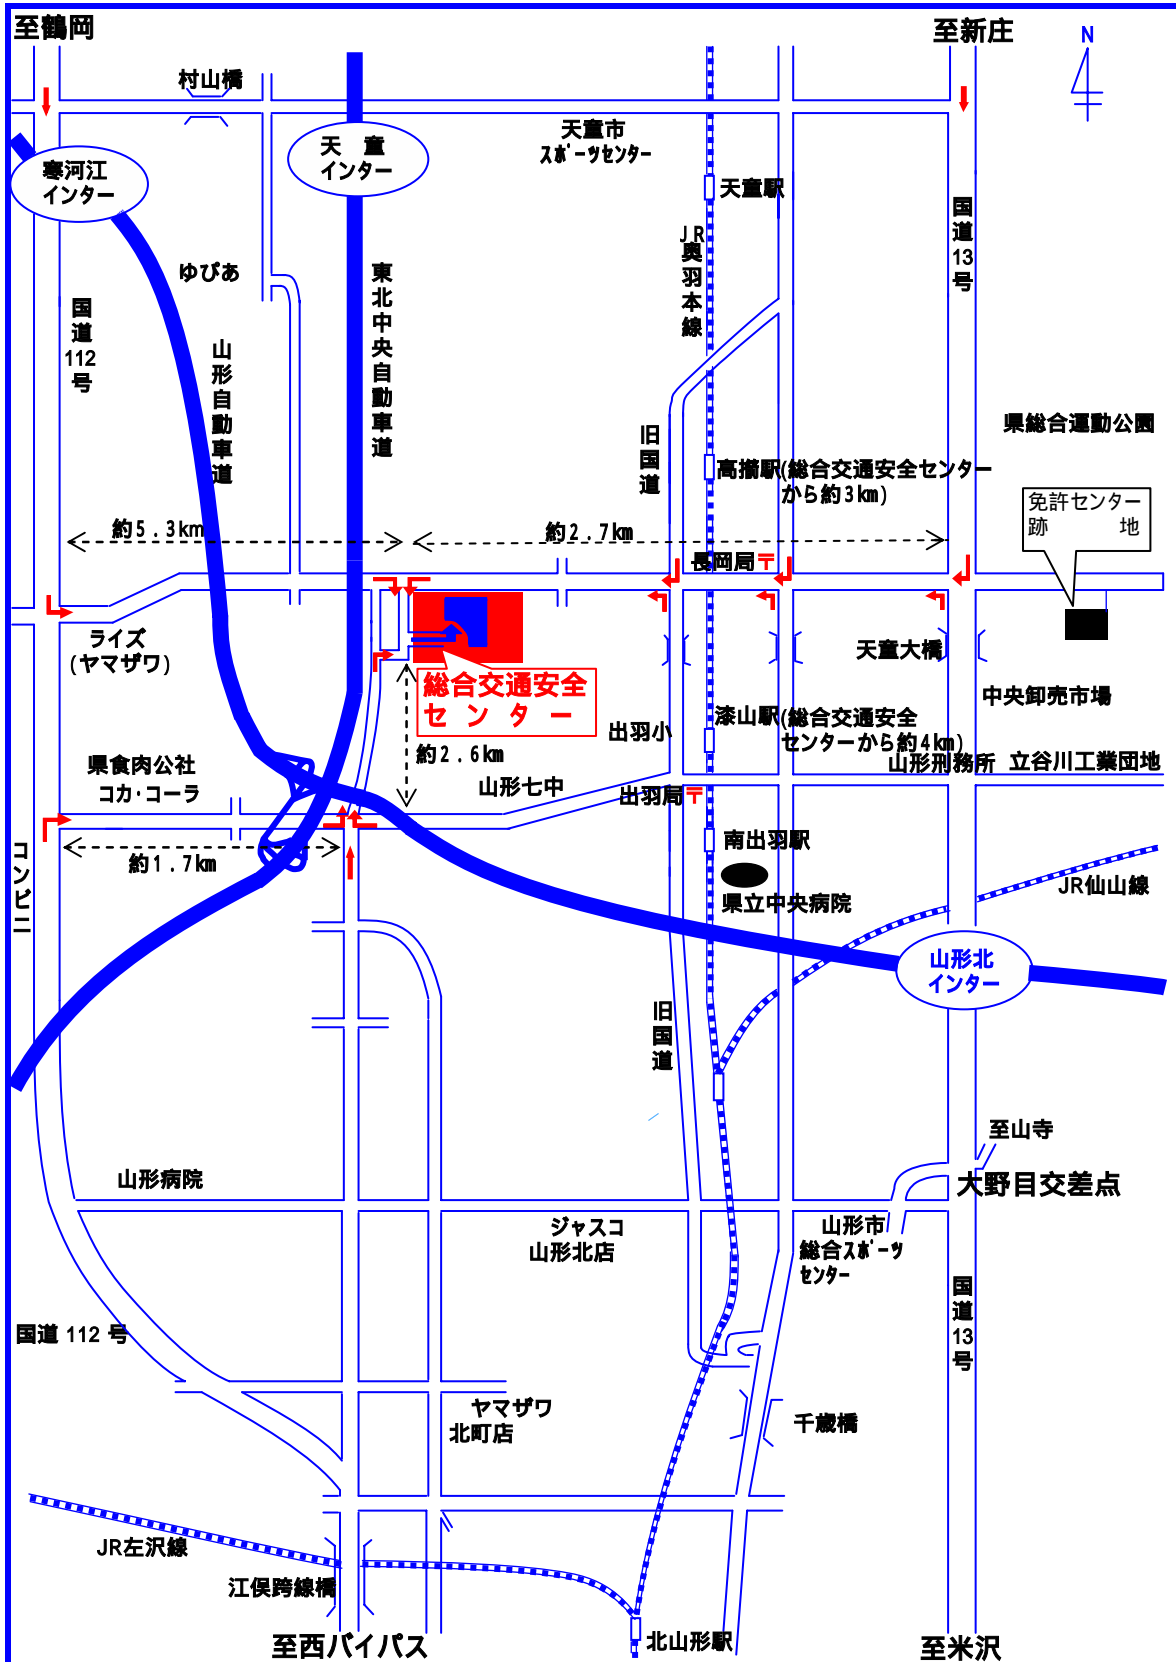 至鶴岡
至新庄
N
村山橋
天童市
スポーツセンター
天　童
インター
寒河江
インター
天童駅
国道13号
JR奥羽本線
ゆぴあ
東北中央自動車道
国道112号
山形自動車道
県総合運動公園
旧国道
高擶駅(総合交通安全センター
から約3km)
免許センター
跡　　地
約5.3km
約2.7km
長岡局〒
ライズ
(ヤマザワ)
天童大橋
総合交通安全
センター
中央卸売市場
出羽小
漆山駅(総合交通安全
センターから約4km)
約2.6km
県食肉公社
コカ・コーラ
山形七中
山形刑務所
立谷川工業団地
出羽局〒
コンビニ
約1.7km
南出羽駅
県立中央病院
JR仙山線
山形北
インター
旧国道
至山寺
山形病院
大野目交差点
ジャスコ
山形北店
山形市
総合スポーツ
センター
国道13号
国道 112 号
ヤマザワ
北町店
千歳橋
JR左沢線
江俣跨線橋
至西バイパス
北山形駅
至米沢